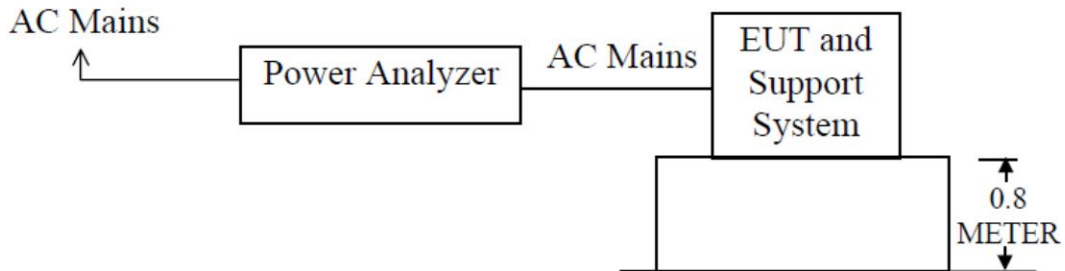 AC Mains
Power Analyzer
AC Mains
EUT and
Support
System
0.8
METER